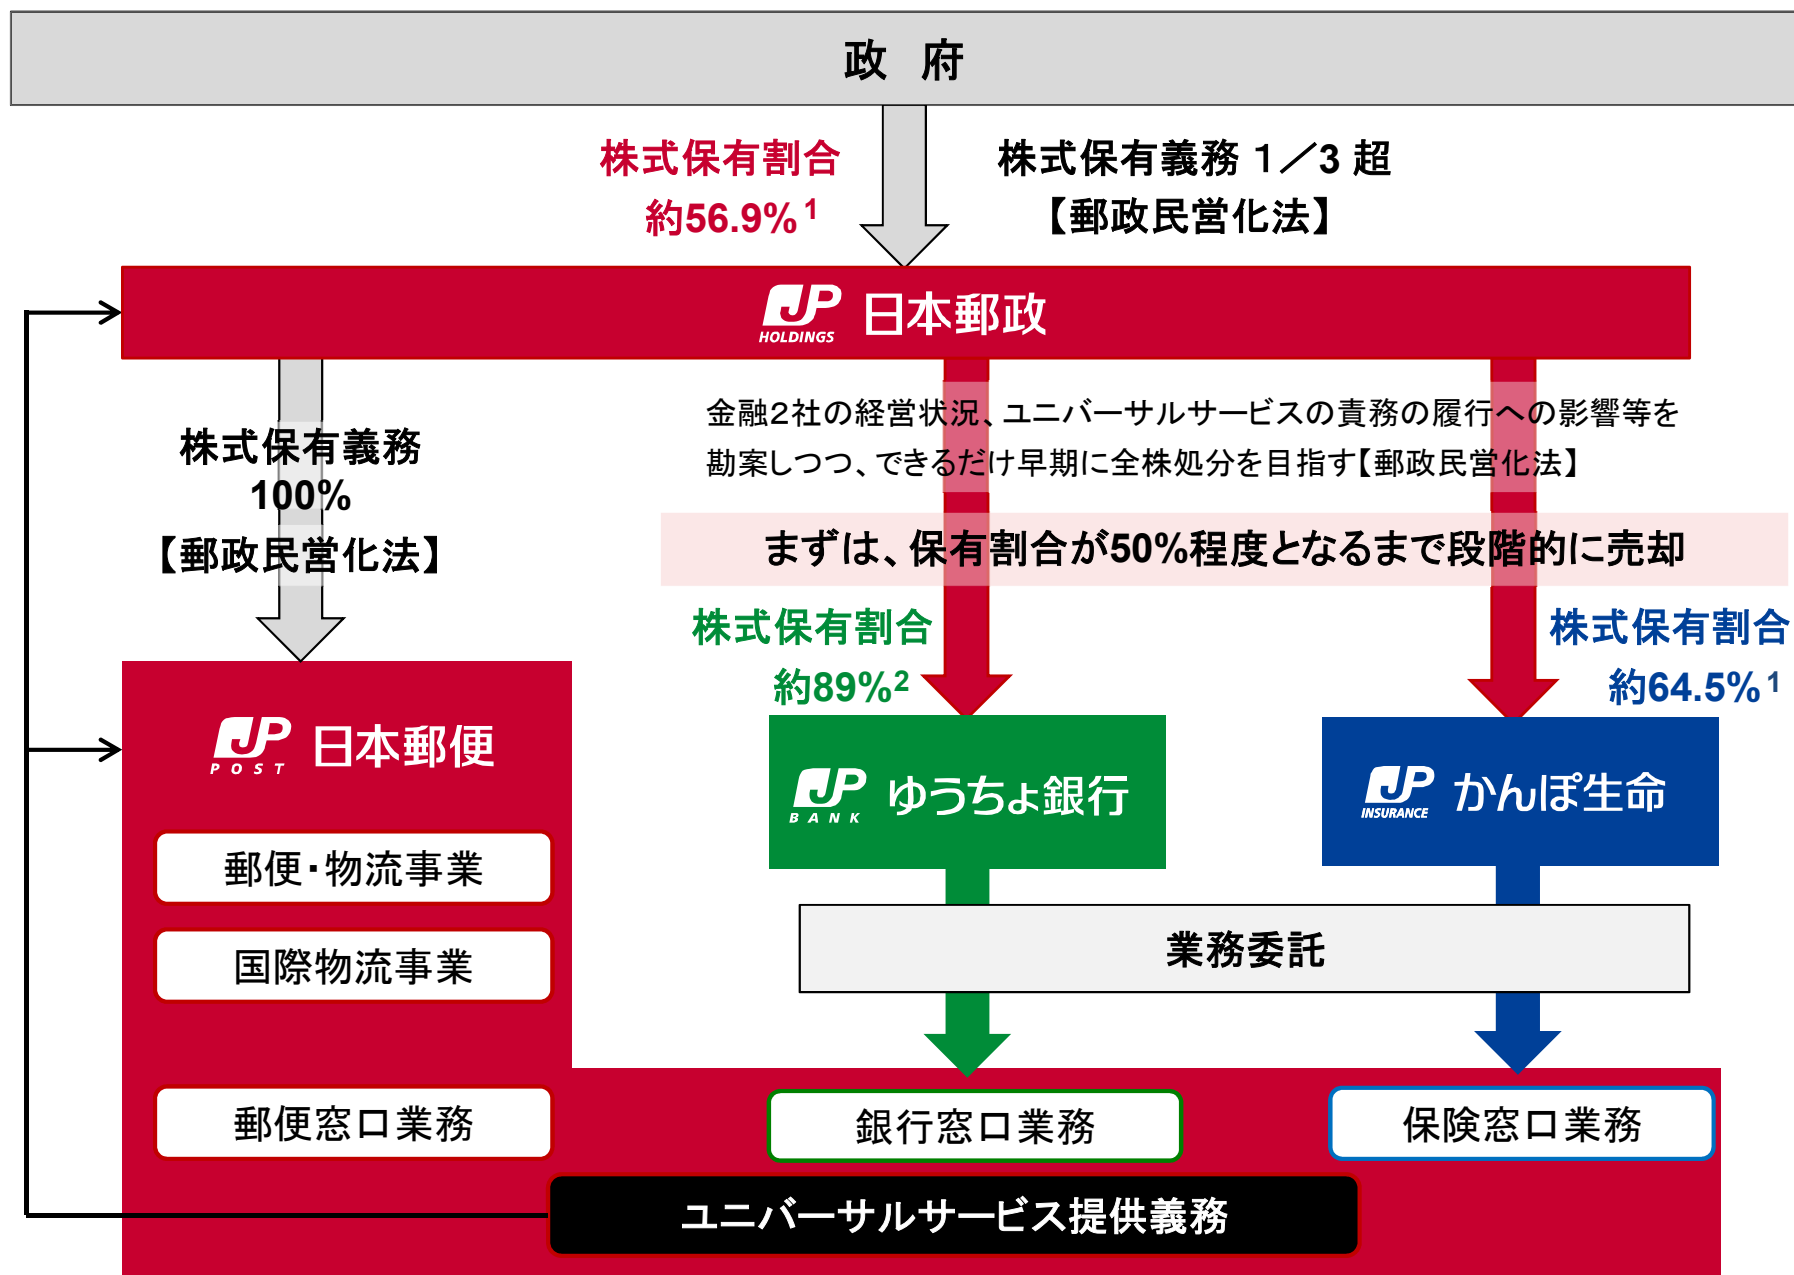 政 府
株式保有割合
約56.9%1
株式保有義務 1/3 超
【郵政民営化法】
JP HOLDINGS 日本郵政
株式保有義務
100%
【郵政民営化法】
金融2社の経営状況、ユニバーサルサービスの責務の履行への影響等を
勘案しつつ、できるだけ早期に全株処分を目指す【郵政民営化法】
まずは、保有割合が50%程度となるまで段階的に売却
株式保有割合
約89%2
株式保有割合
約64.5%1
JP POST 日本郵便
JP BANK ゆうちょ銀行
JP INSURANCE かんぽ生命
郵便・物流事業
国際物流事業
業務委託
郵便窓口業務
銀行窓口業務
保険窓口業務
ユニバーサルサービス提供義務